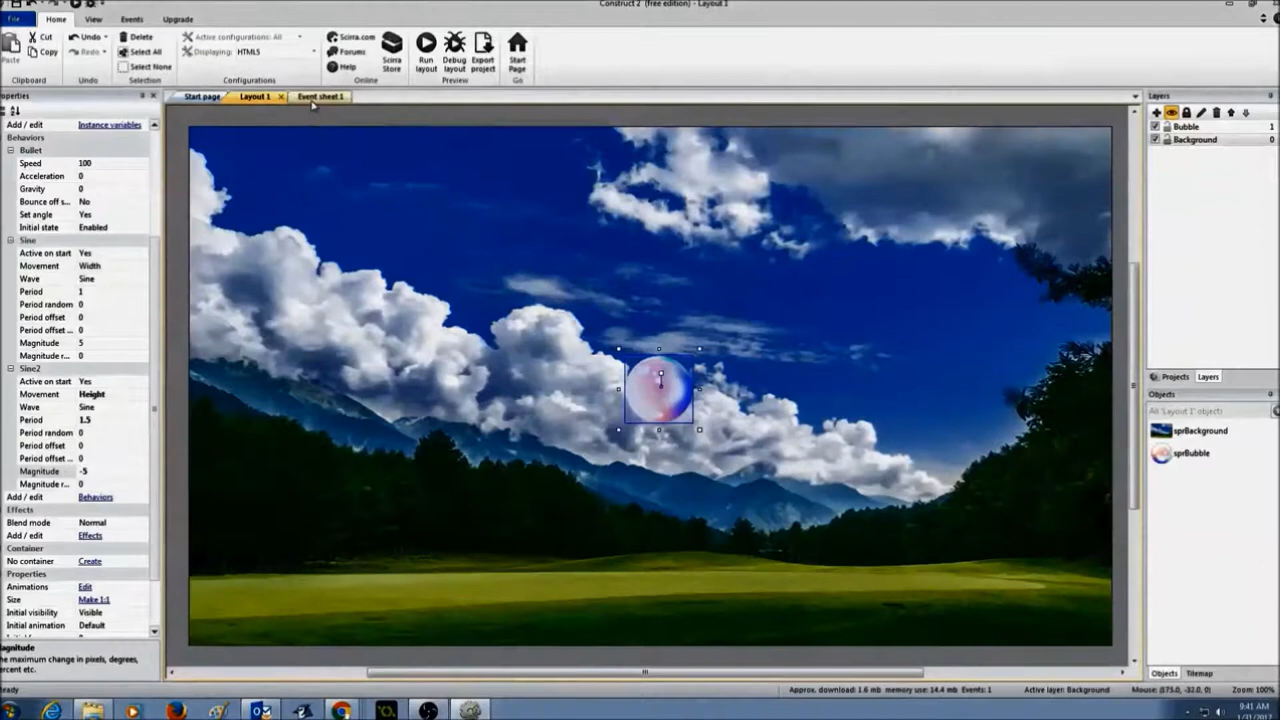 Construct 2 (free edition) - Layout 1
File Home View Events Upgrade
Paste Cut Copy
Undo Redo
Delete Select All Select None
Active configurations: All
Displaying: HTML5
Scirra.com Forums Help
Scirra Store
Run layout Debug layout Export project Start Page
Clipboard Undo Selection Configurations Online Preview Go
roperties
Start page Layout 1 Event sheet 1
Add / edit Instance variables
Behaviors
Bullet
Speed 100
Acceleration 0
Gravity 0
Bounce off s... No
Set angle Yes
Initial state Enabled
Sine
Active on start Yes
Movement Width
Wave Sine
Period 1
Period random 0
Period offset 0
Period offset ... 0
Magnitude 5
Magnitude r... 0
Sine2
Active on start Yes
Movement Height
Wave Sine
Period 1.5
Period random 0
Period offset 0
Period offset ... 0
Magnitude -5
Magnitude r... 0
Add / edit Behaviors
Effects
Blend mode Normal
Add / edit Effects
Container
No container Create
Properties
Animations Edit
Size Make 1:1
Initial visibility Visible
Initial animation Default
agnitude
he maximum change in pixels, degrees,
ercent etc.
Layers
Bubble 1
Background 0
Projects Layers
Objects
All 'Layout 1' objects
sprBackground
sprBubble
Objects Tilemap
eady
Approx. download: 1.6 mb memory use: 14.4 mb Events: 1 Active layer: Background Mouse: (175.0, -32.0, 0) Zoom: 100%
9:41 AM